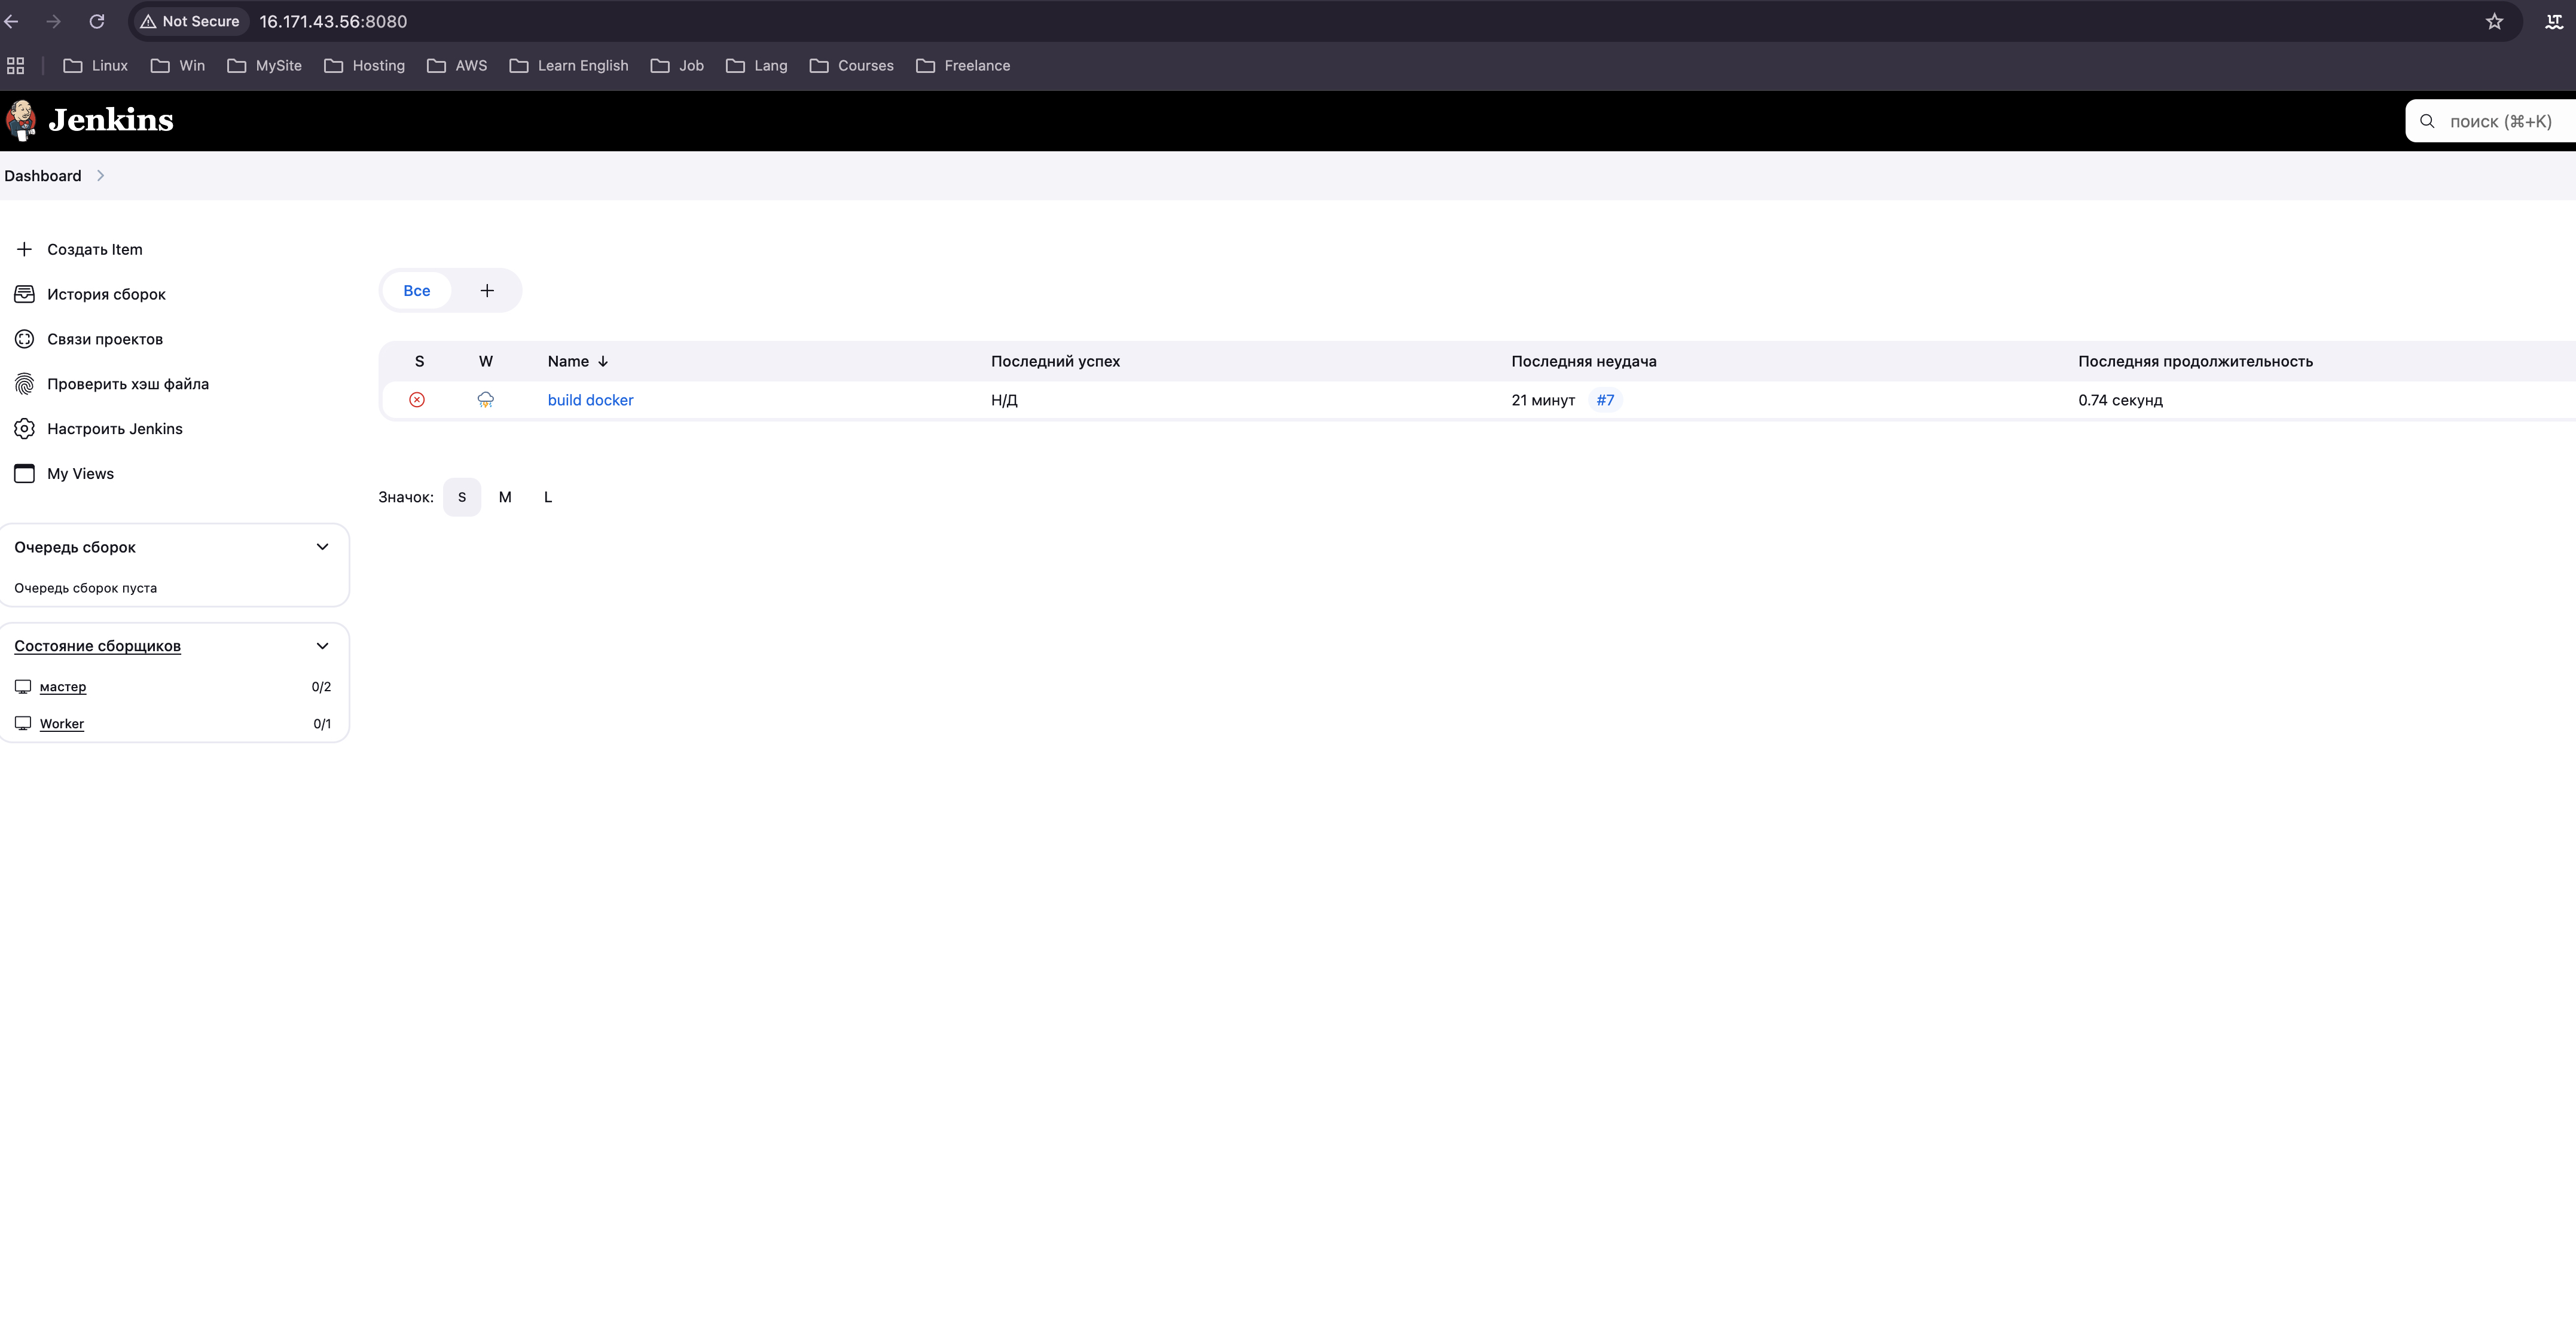 Not Secure 16.171.43.56:8080
Linux Win MySite Hosting AWS Learn English Job Lang Courses Freelance
Jenkins
поиск (⌘+K)
Dashboard
Создать Item
История сборок
Связи проектов
Проверить хэш файла
Настроить Jenkins
My Views
Очередь сборок
Очередь сборок пуста
Состояние сборщиков
мастер 0/2
Worker 0/1
Все +
S W Name ↓ Последний успех Последняя неудача Последняя продолжительность
build docker Н/Д 21 минут #7 0.74 секунд
Значок: S M L